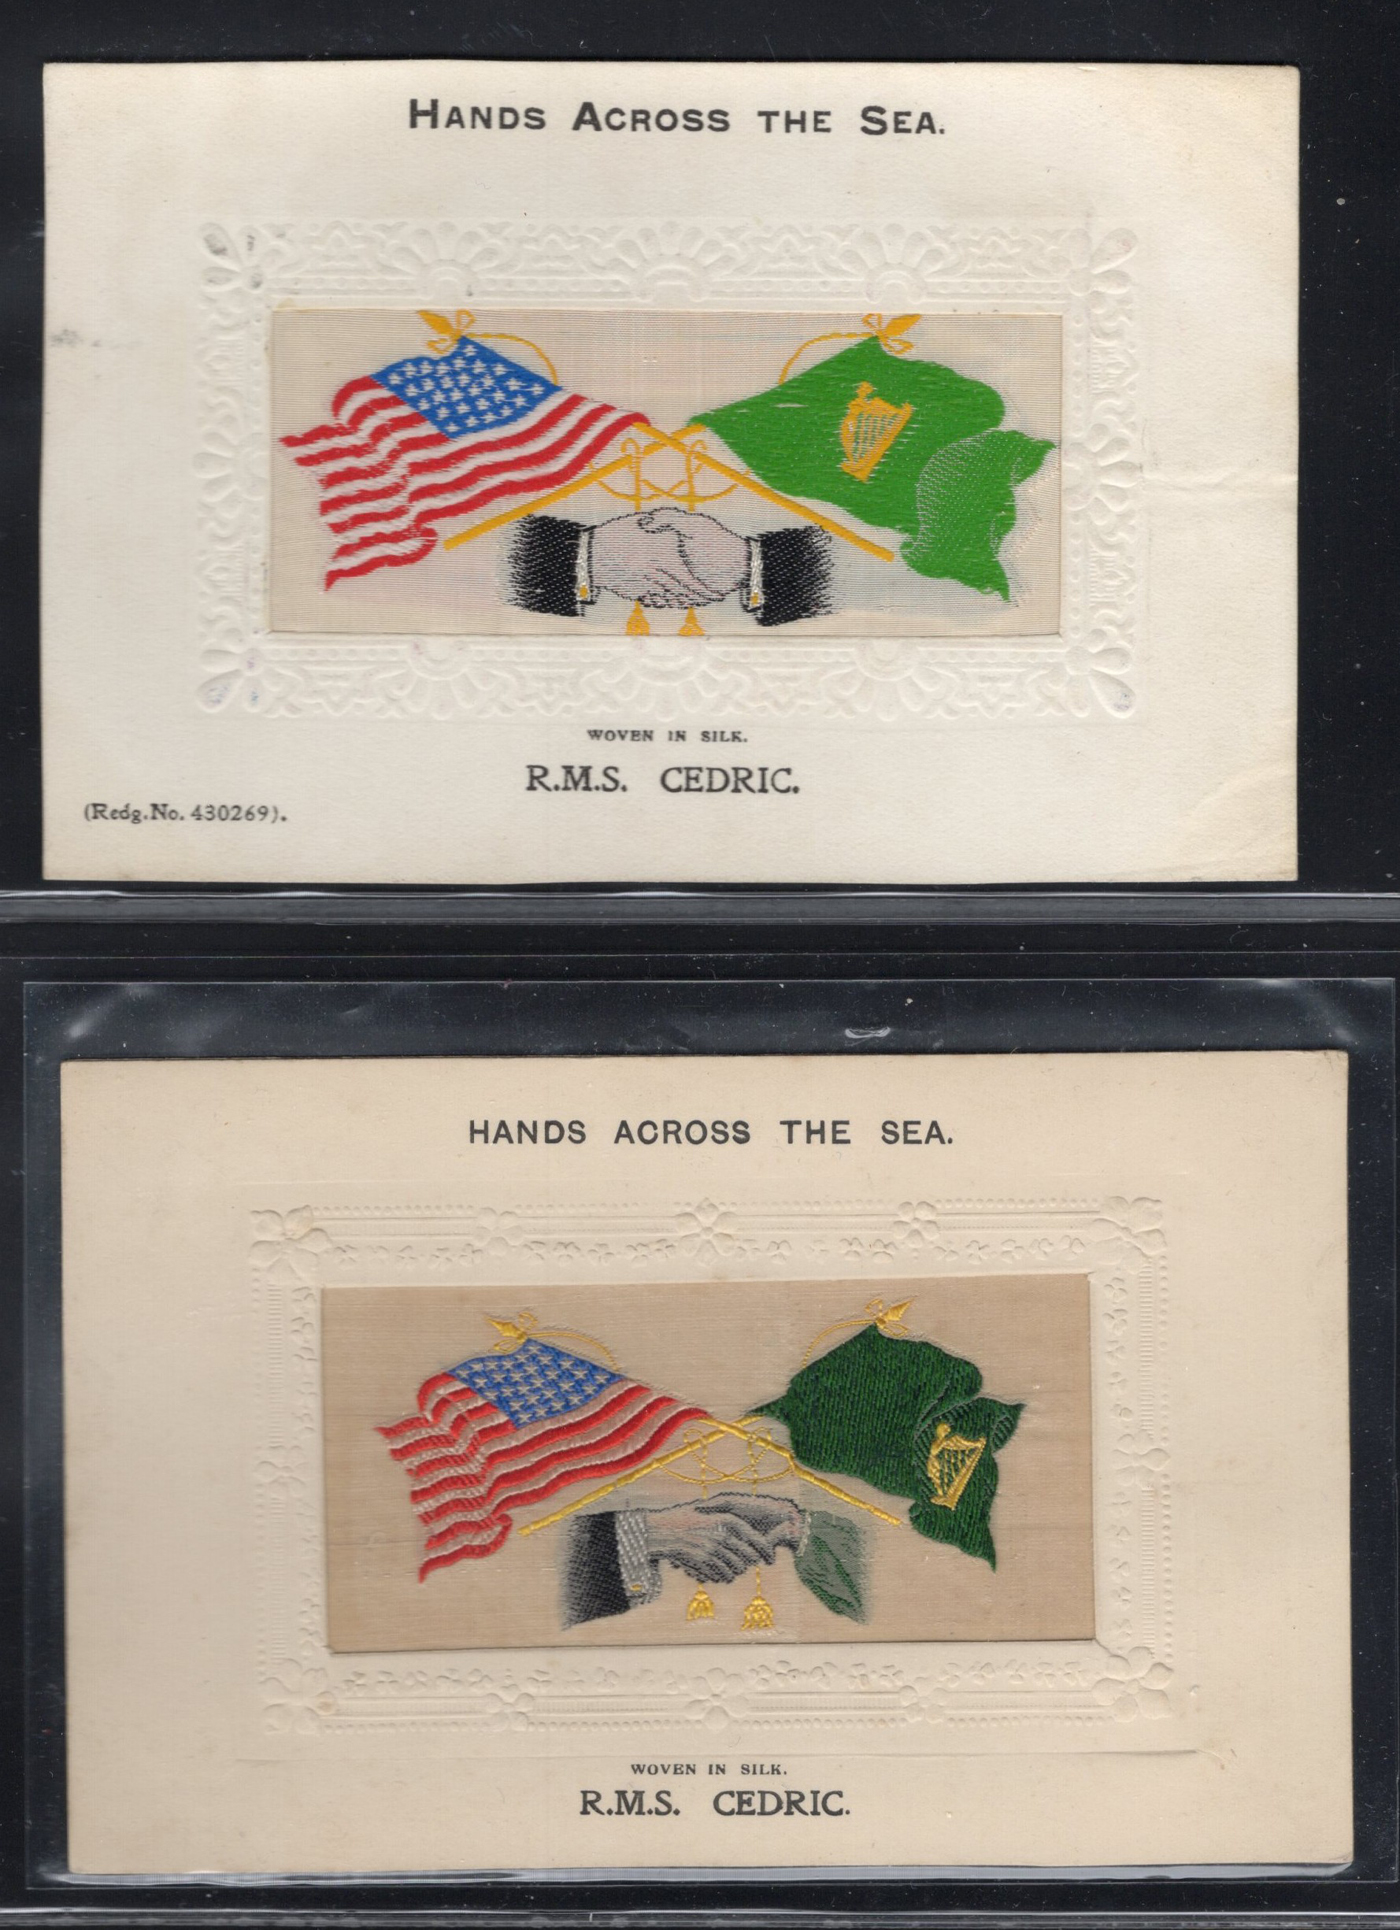 HANDS ACROSS THE SEA.
WOVEN IN SILK.
R.M.S. CEDRIC.
(Redg.No. 430269).
HANDS ACROSS THE SEA.
WOVEN IN SILK.
R.M.S. CEDRIC.